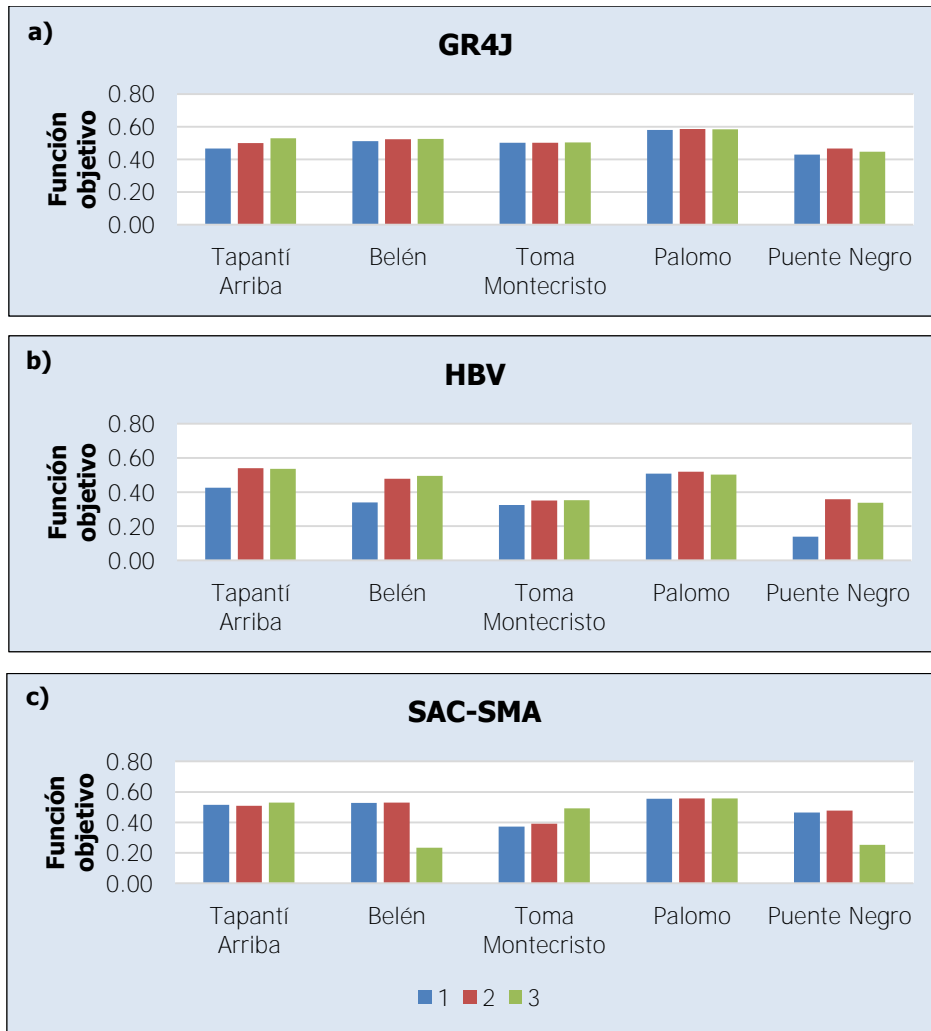 a)
GR4J
Función
objetivo
0.80
0.60
0.40
0.20
0.00
Tapantí
Arriba
Belén
Toma
Montecristo
Palomo
Puente Negro
b)
HBV
Función
objetivo
0.80
0.60
0.40
0.20
0.00
Tapantí
Arriba
Belén
Toma
Montecristo
Palomo
Puente Negro
c)
SAC-SMA
Función
objetivo
0.80
0.60
0.40
0.20
0.00
Tapantí
Arriba
Belén
Toma
Montecristo
Palomo
Puente Negro
1 2 3